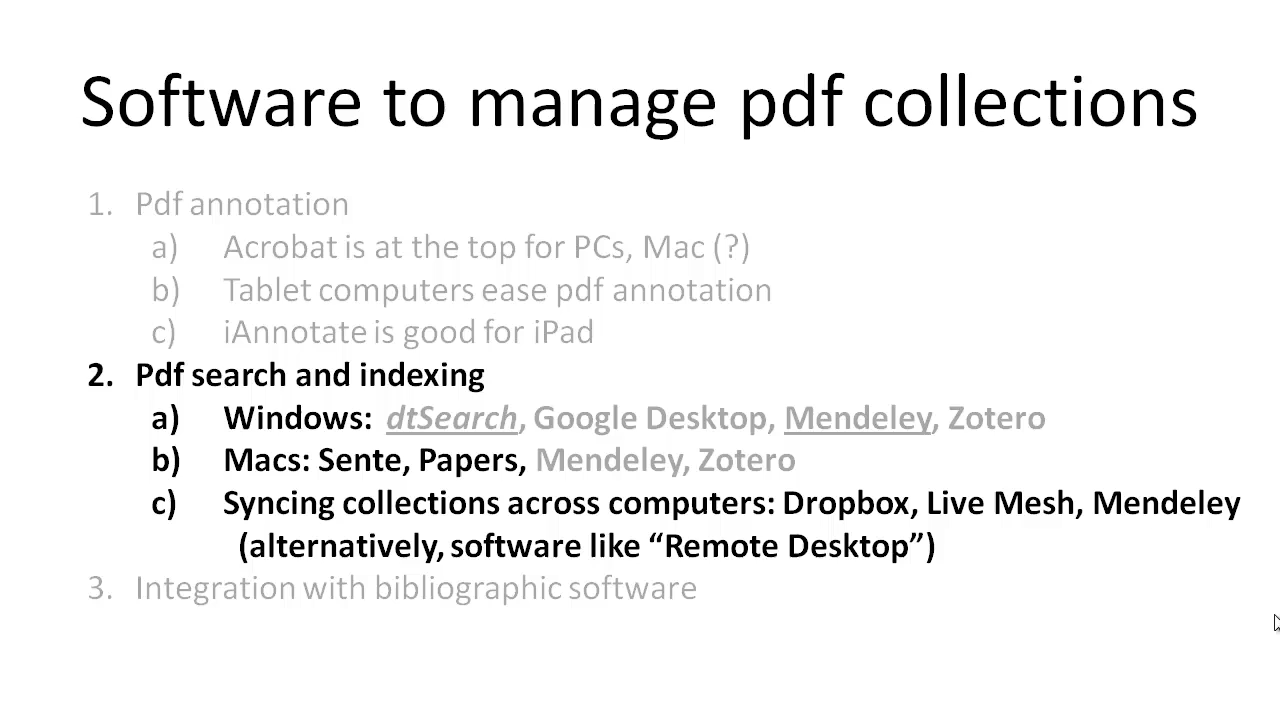 Software to manage pdf collections
1. Pdf annotation
a) Acrobat is at the top for PCs, Mac (?)
b) Tablet computers ease pdf annotation
c) iAnnotate is good for iPad
2. Pdf search and indexing
a) Windows: dtSearch, Google Desktop, Mendeley, Zotero
b) Macs: Sente, Papers, Mendeley, Zotero
c) Syncing collections across computers: Dropbox, Live Mesh, Mendeley
(alternatively, software like “Remote Desktop”)
3. Integration with bibliographic software